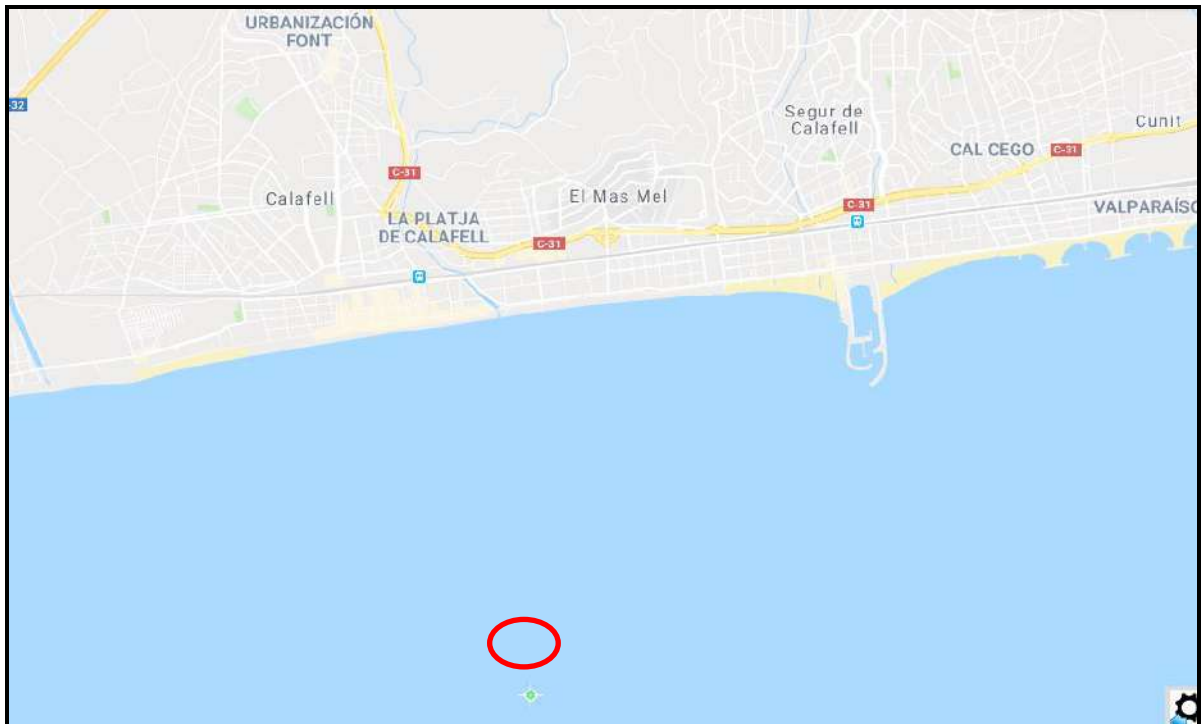 URBANIZACIÓN
FONT
32
Segur de
Calafell
Cunit
CAL CEGO
C-31
C-31
Calafell
El Mas Mel
C-31
LA PLATJA
DE CALAFELL
VALPARAÍSO
C-31